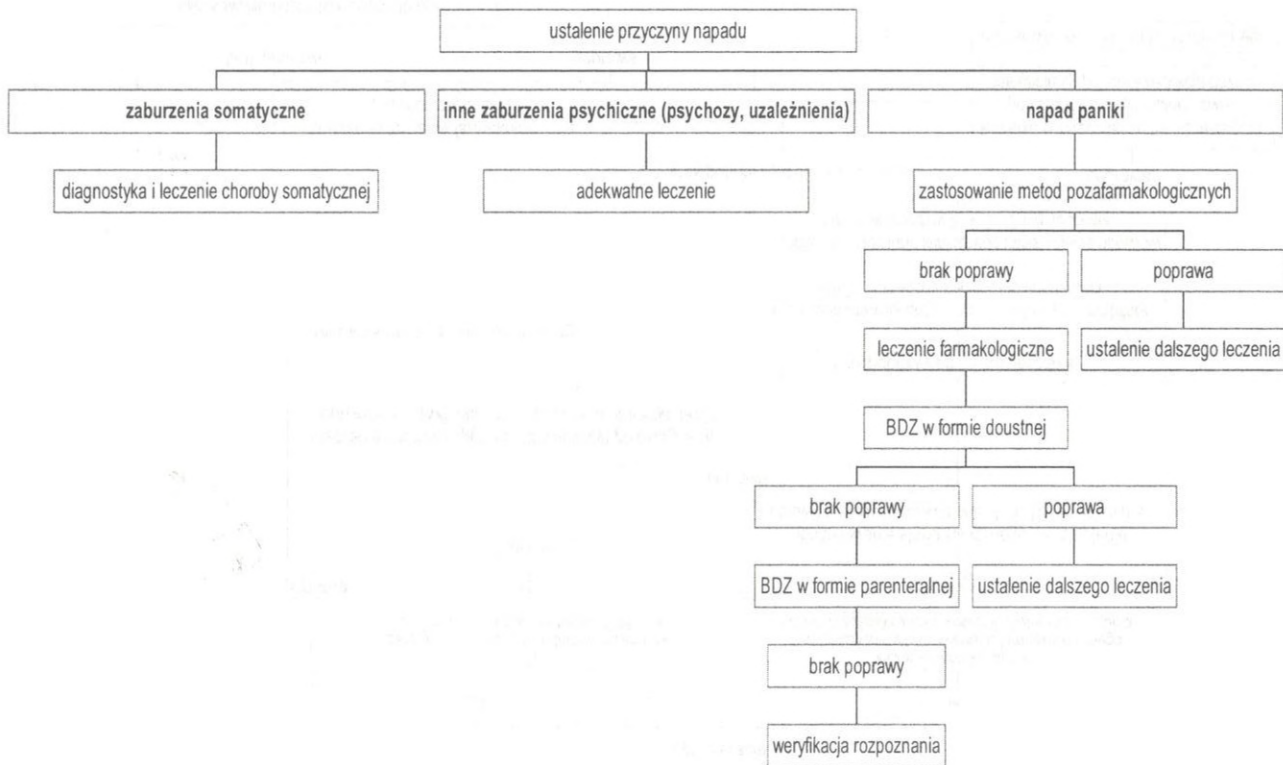 ustalenie przyczyny napadu
zaburzenia somatyczne
inne zaburzenia psychiczne (psychozy, uzależnienia)
napad paniki
diagnostyka i leczenie choroby somatycznej
adekwatne leczenie
zastosowanie metod pozafarmakologicznych
brak poprawy
poprawa
leczenie farmakologiczne
ustalenie dalszego leczenia
BDZ w formie doustnej
brak poprawy
poprawa
BDZ w formie parenteralnej
ustalenie dalszego leczenia
brak poprawy
weryfikacja rozpoznania